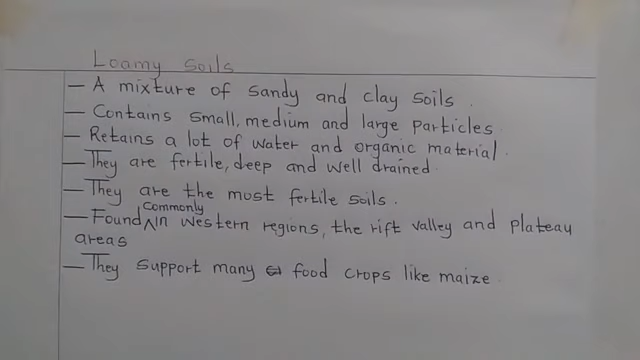 Loamy soils
— A mixture of sandy and clay soils.
— Contains small, medium and large particles
— Retains a lot of water and organic material.
— They are fertile, deep and well drained.
— They are the most fertile soils.
— Found commonly in western regions, the rift valley and plateau
areas
— They support many food crops like maize.